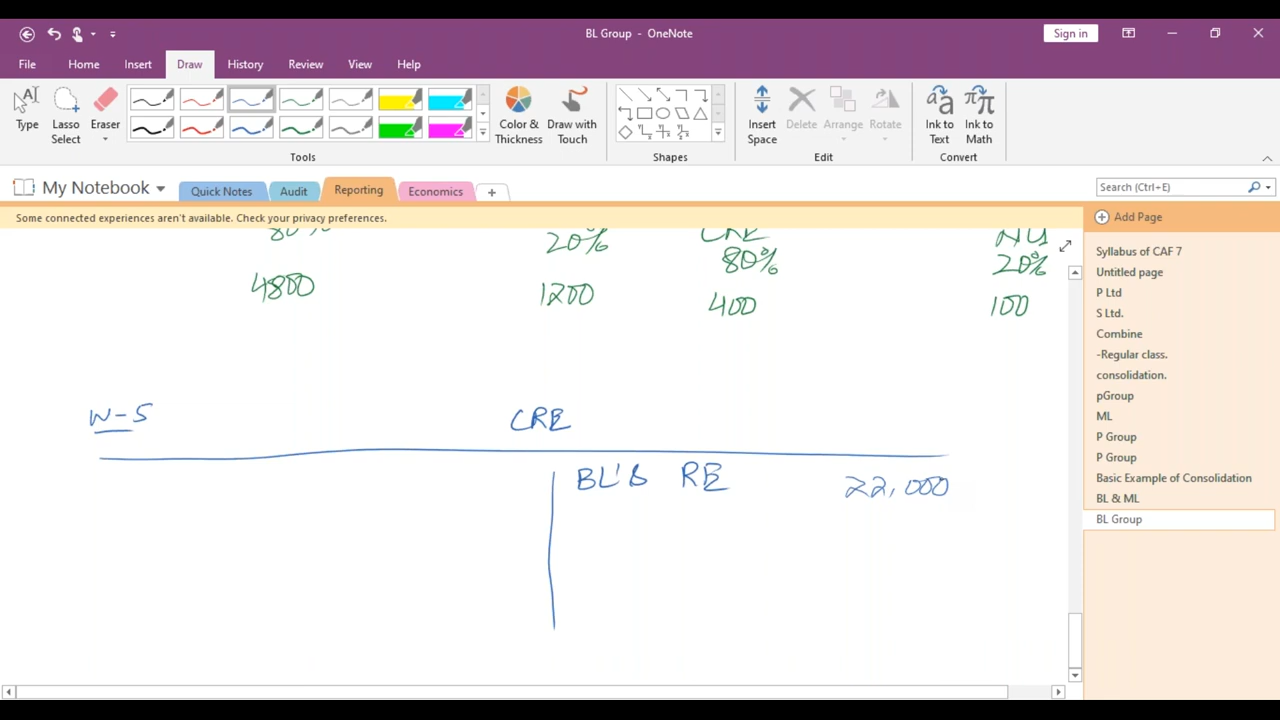 BL Group - OneNote
Sign in
File Home Insert Draw History Review View Help
Type
Lasso Select
Eraser
Color & Thickness
Draw with Touch
Insert Space
Delete
Arrange
Rotate
Ink to Text
Ink to Math
Tools
Shapes
Edit
Convert
My Notebook
Quick Notes
Audit
Reporting
Economics
Search (Ctrl+E)
Some connected experiences aren't available. Check your privacy preferences.
Add Page
Syllabus of CAF 7
Untitled page
P Ltd
S Ltd.
Combine
-Regular class.
consolidation.
pGroup
ML
P Group
P Group
Basic Example of Consolidation
BL & ML
BL Group
80% 20% CRE
80% 20%
4800 1200 400 100
W-5 CRE
BL'B RE 22,000